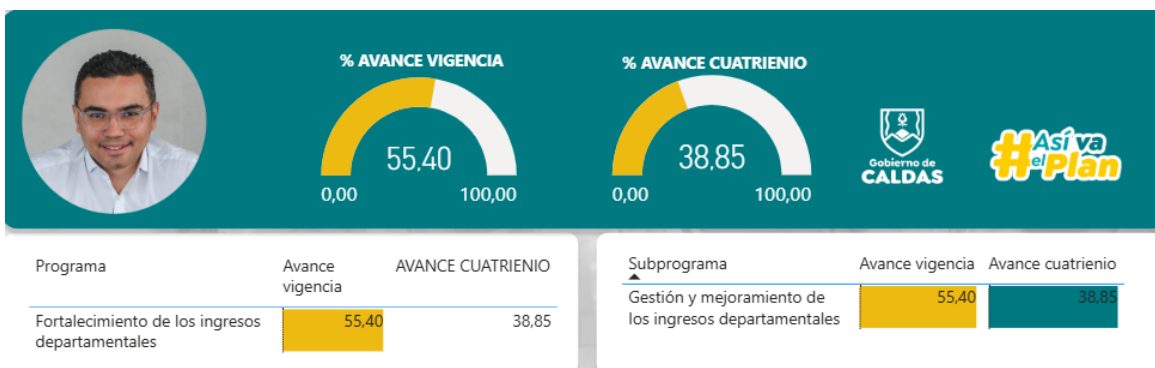 % AVANCE VIGENCIA
55,40
0,00
100,00
% AVANCE CUATRIENIO
38,85
0,00
100,00
Gobierno de
CALDAS
#Así va
el Plan
Programa
Avance
vigencia
AVANCE CUATRIENIO
Fortalecimiento de los ingresos
departamentales
55,40
38,85
Subprograma
Avance vigencia
Avance cuatrienio
Gestión y mejoramiento de
los ingresos departamentales
55,40
38,85